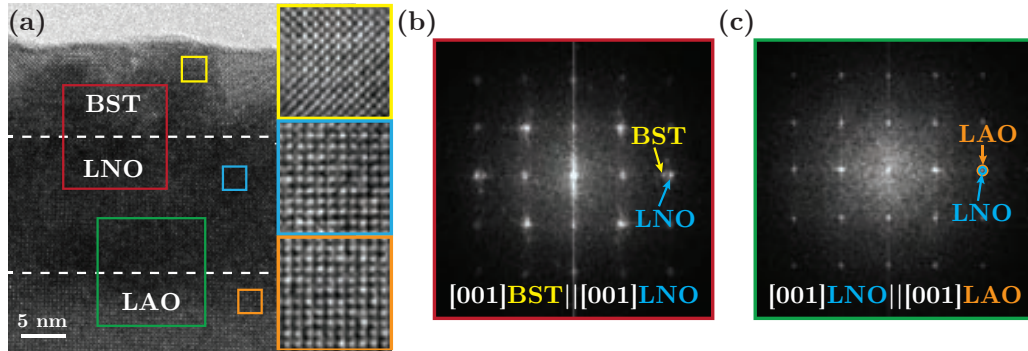 (a)
BST
LNO
LAO
5 nm
(b)
BST
LNO
[001]BST||[001]LNO
(c)
LAO
LNO
[001]LNO||[001]LAO